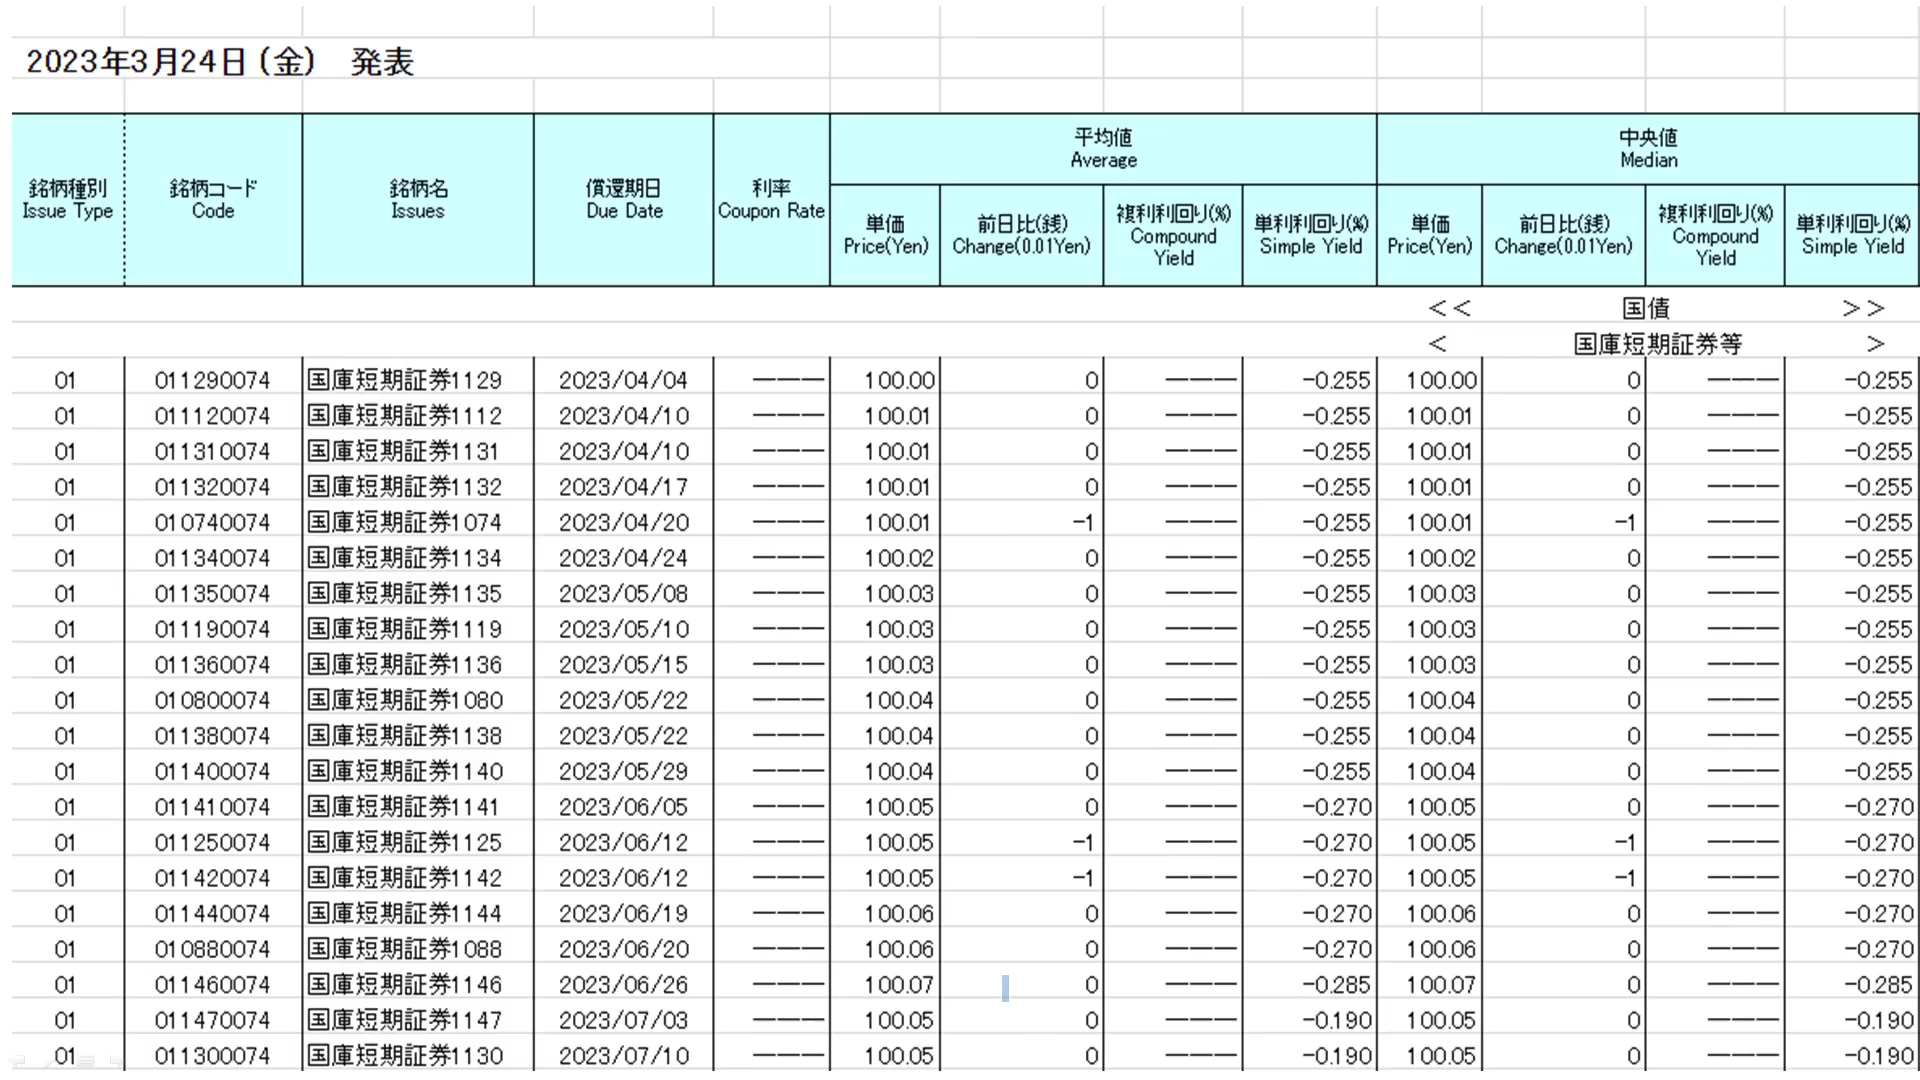 2023年3月24日 (金)　発表
平均値 中央値
Average Median
銘柄種別 銘柄コード 銘柄名 償還期日 利率
Issue Type Code Issues Due Date Coupon Rate
単価 前日比(銭) 複利利回り(%) 単利利回り(%) 単価 前日比(銭) 複利利回り(%) 単利利回り(%)
Price(Yen) Change(0.01Yen) Compound Yield Simple Yield Price(Yen) Change(0.01Yen) Compound Yield Simple Yield
<< 国債 >>
< 国庫短期証券等 >
01 011290074 国庫短期証券1129 2023/04/04 ――― 100.00 0 ――― -0.255 100.00 0 ――― -0.255
01 011120074 国庫短期証券1112 2023/04/10 ――― 100.01 0 ――― -0.255 100.01 0 ――― -0.255
01 011310074 国庫短期証券1131 2023/04/10 ――― 100.01 0 ――― -0.255 100.01 0 ――― -0.255
01 011320074 国庫短期証券1132 2023/04/17 ――― 100.01 0 ――― -0.255 100.01 0 ――― -0.255
01 010740074 国庫短期証券1074 2023/04/20 ――― 100.01 -1 ――― -0.255 100.01 -1 ――― -0.255
01 011340074 国庫短期証券1134 2023/04/24 ――― 100.02 0 ――― -0.255 100.02 0 ――― -0.255
01 011350074 国庫短期証券1135 2023/05/08 ――― 100.03 0 ――― -0.255 100.03 0 ――― -0.255
01 011190074 国庫短期証券1119 2023/05/10 ――― 100.03 0 ――― -0.255 100.03 0 ――― -0.255
01 011360074 国庫短期証券1136 2023/05/15 ――― 100.03 0 ――― -0.255 100.03 0 ――― -0.255
01 010800074 国庫短期証券1080 2023/05/22 ――― 100.04 0 ――― -0.255 100.04 0 ――― -0.255
01 011380074 国庫短期証券1138 2023/05/22 ――― 100.04 0 ――― -0.255 100.04 0 ――― -0.255
01 011400074 国庫短期証券1140 2023/05/29 ――― 100.04 0 ――― -0.255 100.04 0 ――― -0.255
01 011410074 国庫短期証券1141 2023/06/05 ――― 100.05 0 ――― -0.270 100.05 0 ――― -0.270
01 011250074 国庫短期証券1125 2023/06/12 ――― 100.05 -1 ――― -0.270 100.05 -1 ――― -0.270
01 011420074 国庫短期証券1142 2023/06/12 ――― 100.05 -1 ――― -0.270 100.05 -1 ――― -0.270
01 011440074 国庫短期証券1144 2023/06/19 ――― 100.06 0 ――― -0.270 100.06 0 ――― -0.270
01 010880074 国庫短期証券1088 2023/06/20 ――― 100.06 0 ――― -0.270 100.06 0 ――― -0.270
01 011460074 国庫短期証券1146 2023/06/26 ――― 100.07 0 ――― -0.285 100.07 0 ――― -0.285
01 011470074 国庫短期証券1147 2023/07/03 ――― 100.05 0 ――― -0.190 100.05 0 ――― -0.190
01 011300074 国庫短期証券1130 2023/07/10 ――― 100.05 0 ――― -0.190 100.05 0 ――― -0.190